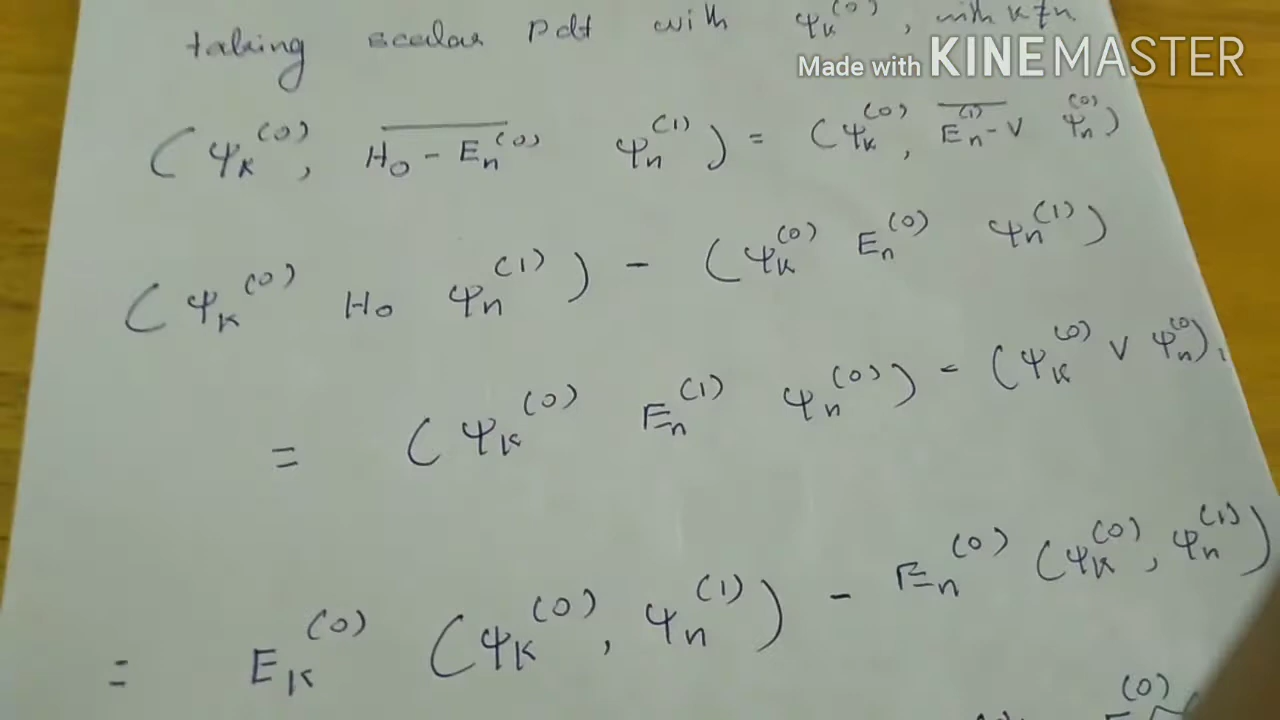 taking scalar Pdt with ψₖ⁽⁰⁾, with k≠n
Made with KINEMASTER
(ψₖ⁽⁰⁾, H₀ − Eₙ⁽⁰⁾ ψₙ⁽¹⁾) = (ψₖ⁽⁰⁾, Eₙ⁽¹⁾ − V ψₙ⁽⁰⁾)
(ψₖ⁽⁰⁾ H₀ ψₙ⁽¹⁾) − (ψₖ⁽⁰⁾ Eₙ⁽⁰⁾ ψₙ⁽¹⁾)
= (ψₖ⁽⁰⁾ Eₙ⁽¹⁾ ψₙ⁽⁰⁾) − (ψₖ⁽⁰⁾ V ψₙ⁽⁰⁾),
= Eₖ⁽⁰⁾ (ψₖ⁽⁰⁾, ψₙ⁽¹⁾) − Eₙ⁽⁰⁾ (ψₖ⁽⁰⁾, ψₙ⁽¹⁾)
(0)